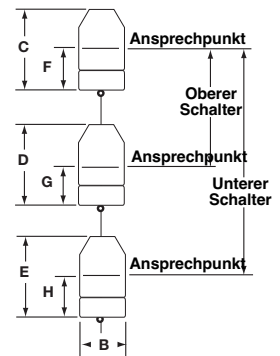 C
F
Ansprechpunkt
Oberer
Schalter
D
G
Ansprechpunkt
Unterer
Schalter
E
H
Ansprechpunkt
B